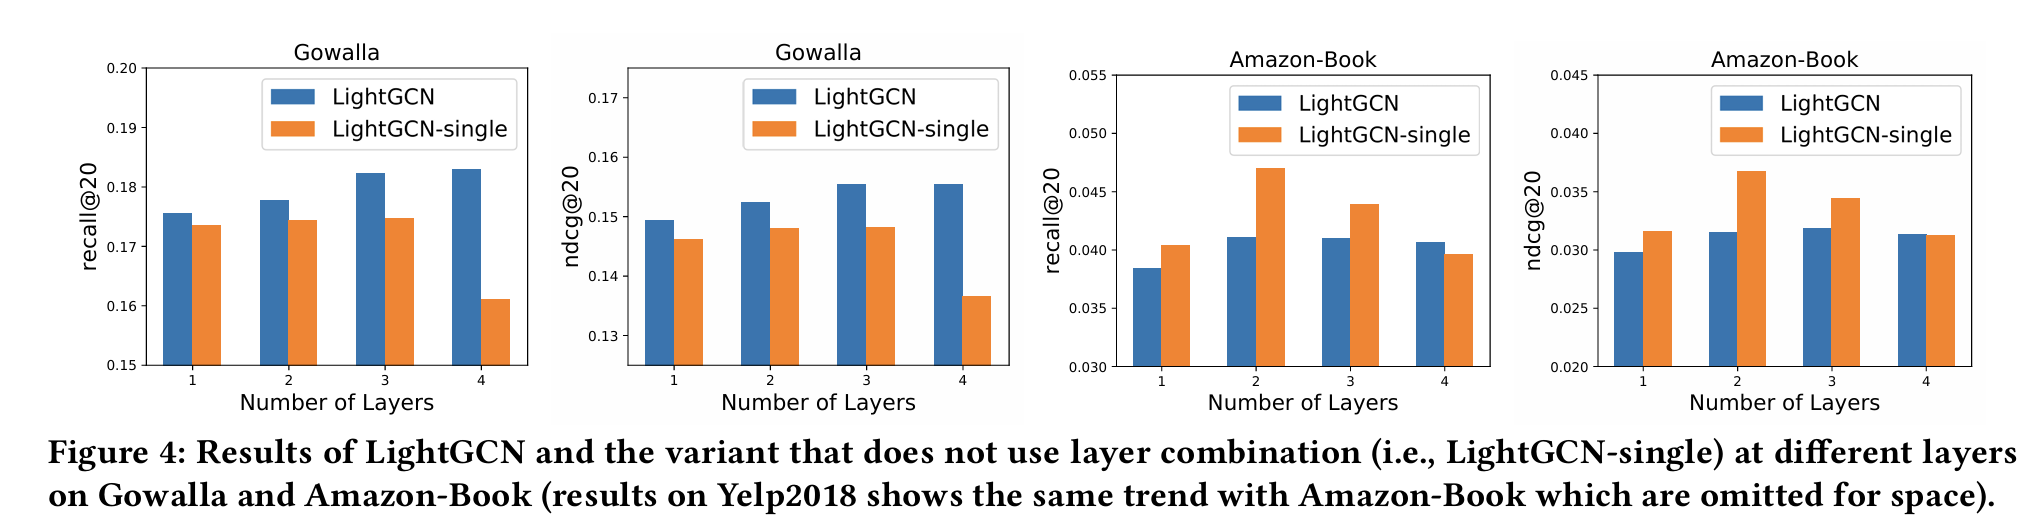 Gowalla
0.20
0.19
0.18
0.17
0.16
0.15
recall@20
LightGCN
LightGCN-single
1 2 3 4
Number of Layers
Gowalla
0.17
0.16
0.15
0.14
0.13
ndcg@20
LightGCN
LightGCN-single
1 2 3 4
Number of Layers
Amazon-Book
0.055
0.050
0.045
0.040
0.035
0.030
recall@20
LightGCN
LightGCN-single
1 2 3 4
Number of Layers
Amazon-Book
0.045
0.040
0.035
0.030
0.025
0.020
ndcg@20
LightGCN
LightGCN-single
1 2 3 4
Number of Layers
Figure 4: Results of LightGCN and the variant that does not use layer combination (i.e., LightGCN-single) at different layers
on Gowalla and Amazon-Book (results on Yelp2018 shows the same trend with Amazon-Book which are omitted for space).